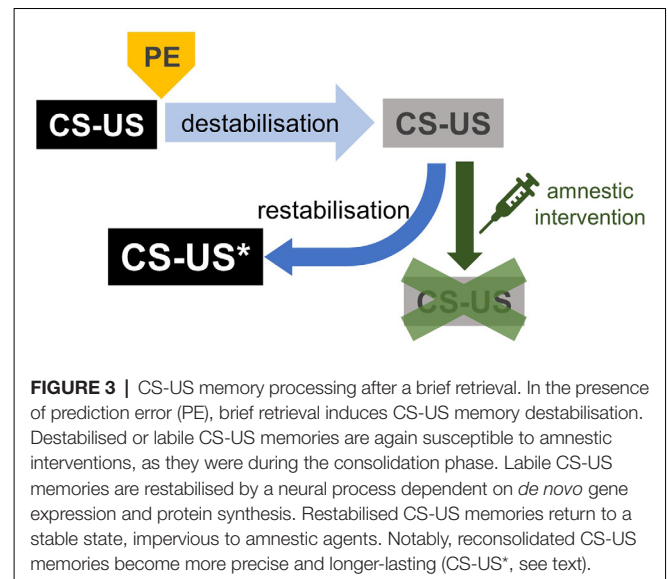 PE
CS-US
destabilisation
CS-US
restabilisation
amnestic
intervention
CS-US*
CS-US
FIGURE 3 | CS-US memory processing after a brief retrieval. In the presence
of prediction error (PE), brief retrieval induces CS-US memory destabilisation.
Destabilised or labile CS-US memories are again susceptible to amnestic
interventions, as they were during the consolidation phase. Labile CS-US
memories are restabilised by a neural process dependent on de novo gene
expression and protein synthesis. Restabilised CS-US memories return to a
stable state, impervious to amnestic agents. Notably, reconsolidated CS-US
memories become more precise and longer-lasting (CS-US*, see text).